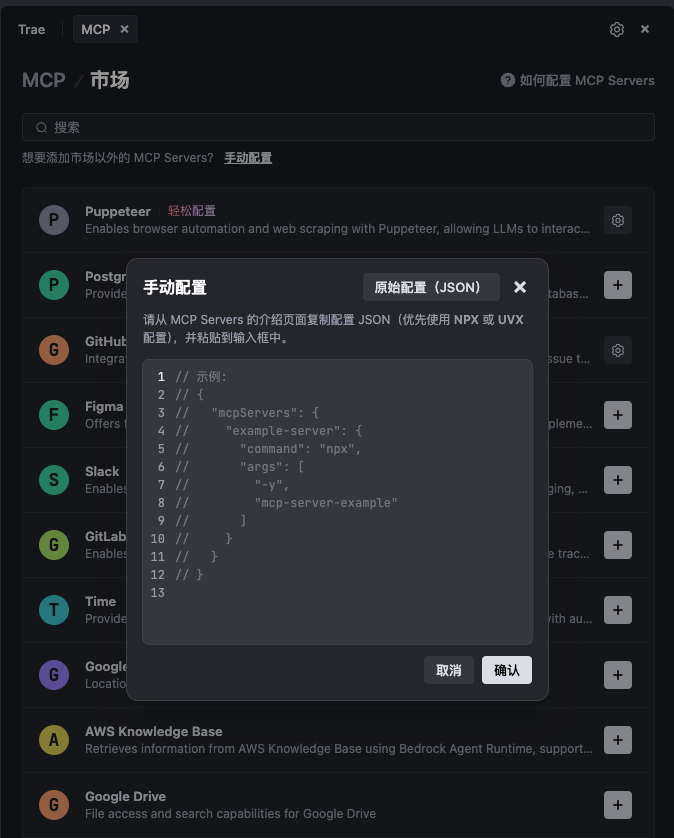 Trae
MCP
MCP / 市场
如何配置 MCP Servers
搜索
想要添加市场以外的 MCP Servers? 手动配置
P
Puppeteer 轻松配置
Enables browser automation and web scraping with Puppeteer, allowing LLMs to interac...
P
Postgr
Provide
tabas...
G
GitHub
Integrat
ssue t...
F
Figma
Offers t
pleme...
S
Slack
Enables
ging, ...
G
GitLab
Enables
e trac...
T
Time
Provide
vith au...
G
Google
Locatio
A
AWS Knowledge Base
Retrieves information from AWS Knowledge Base using Bedrock Agent Runtime, support...
G
Google Drive
File access and search capabilities for Google Drive
手动配置
原始配置（JSON）
请从 MCP Servers 的介绍页面复制配置 JSON（优先使用 NPX 或 UVX
配置），并粘贴到输入框中。
1 // 示例:
2 // {
3 //   "mcpServers": {
4 //     "example-server": {
5 //       "command": "npx",
6 //       "args": [
7 //         "-y",
8 //         "mcp-server-example"
9 //       ]
10 //     }
11 //   }
12 // }
13
取消
确认